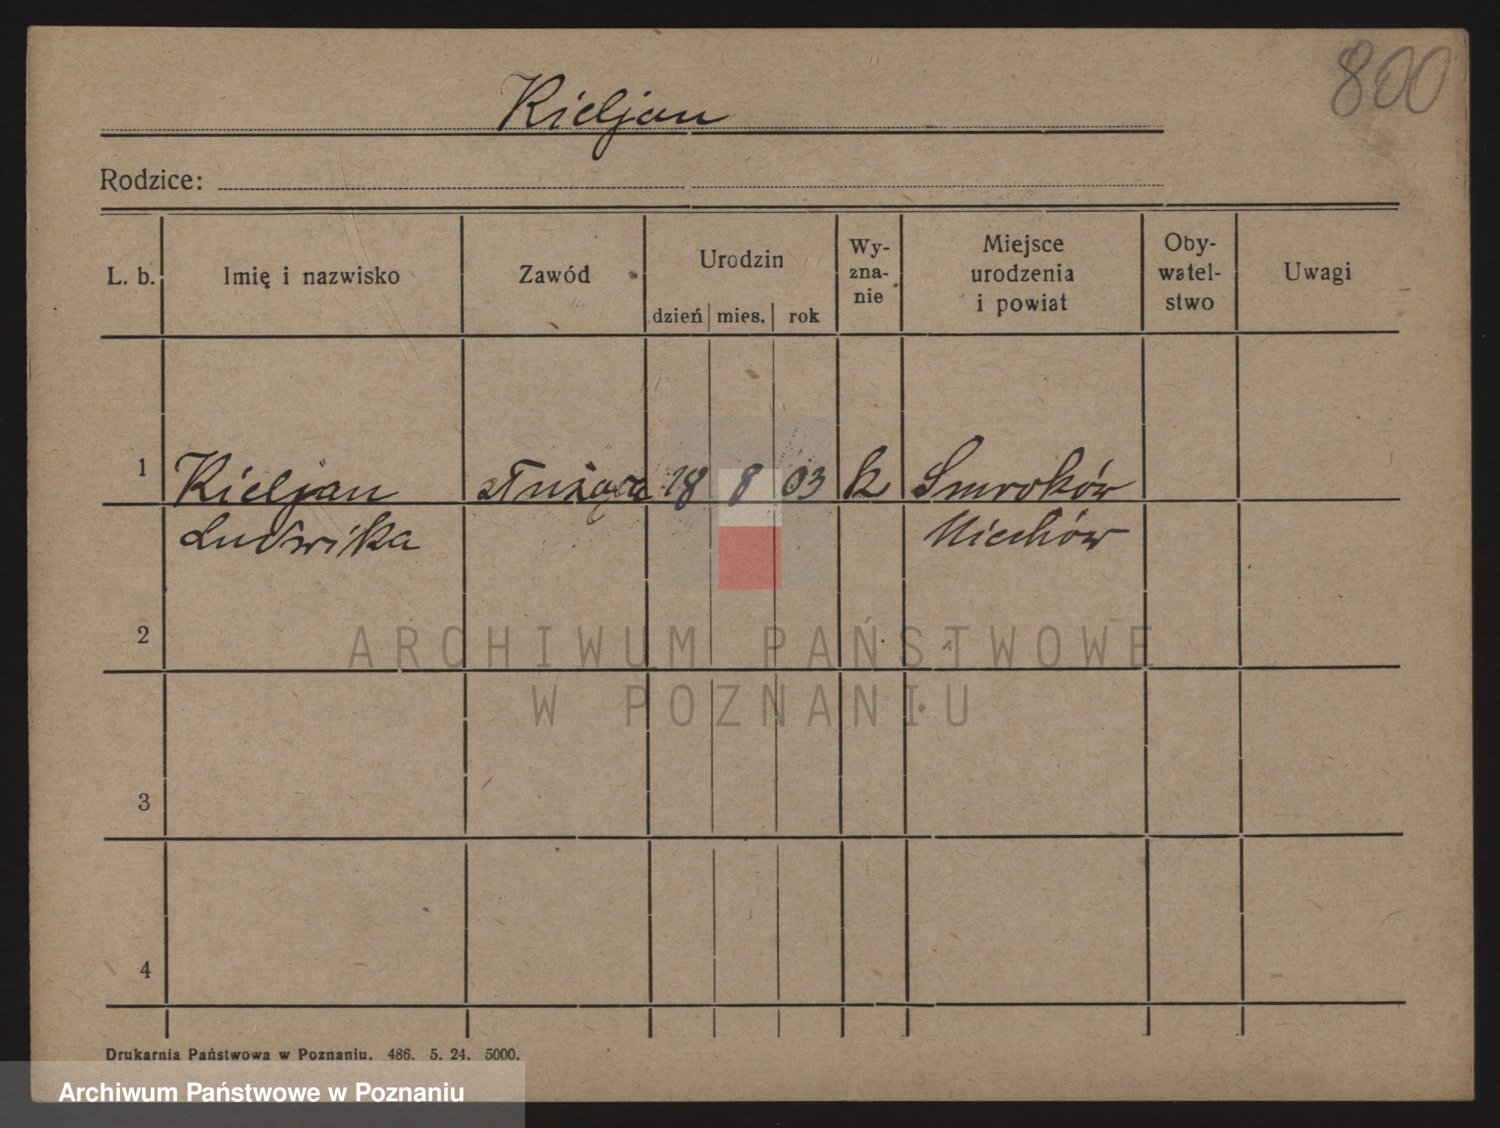 800
Kieljan
Rodzice:
L. b. Imię i nazwisko Zawód Urodzin dzień mies. rok Wy-zna-nie Miejsce urodzenia i powiat Oby-watel-stwo Uwagi
1 Kieljan służąca 18 8 03 k Smroków
Ludwika Miechów
2
ARCHIWUM PAŃSTWOWE
W POZNANIU
3
4
Drukarnia Państwowa w Poznaniu. 486. 5. 24. 5000.
Archiwum Państwowe w Poznaniu